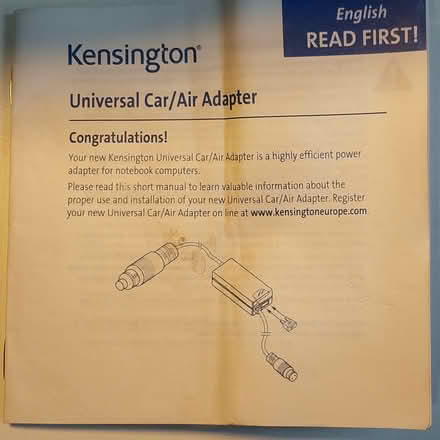 English
READ FIRST!
Kensington®
Universal Car/Air Adapter
Congratulations!
Your new Kensington Universal Car/Air Adapter is a highly efficient power
adapter for notebook computers.
Please read this short manual to learn valuable information about the
proper use and installation of your new Universal Car/Air Adapter. Register
your new Universal Car/Air Adapter on line at www.kensingtoneurope.com